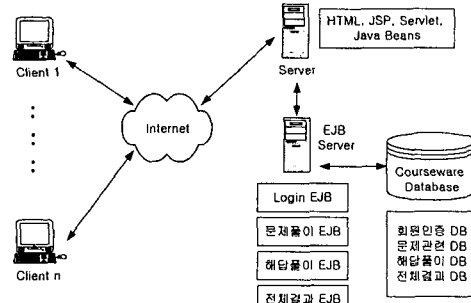 HTML, JSP, Servlet,
Java Beans
Client 1
Server
Internet
EJB
Server
Courseware
Database
Login EJB
문제풀이 EJB
해답풀이 EJB
전체결과 EJB
회원인증 DB
문제관련 DB
해답풀이 DB
전체결과 DB
Client n